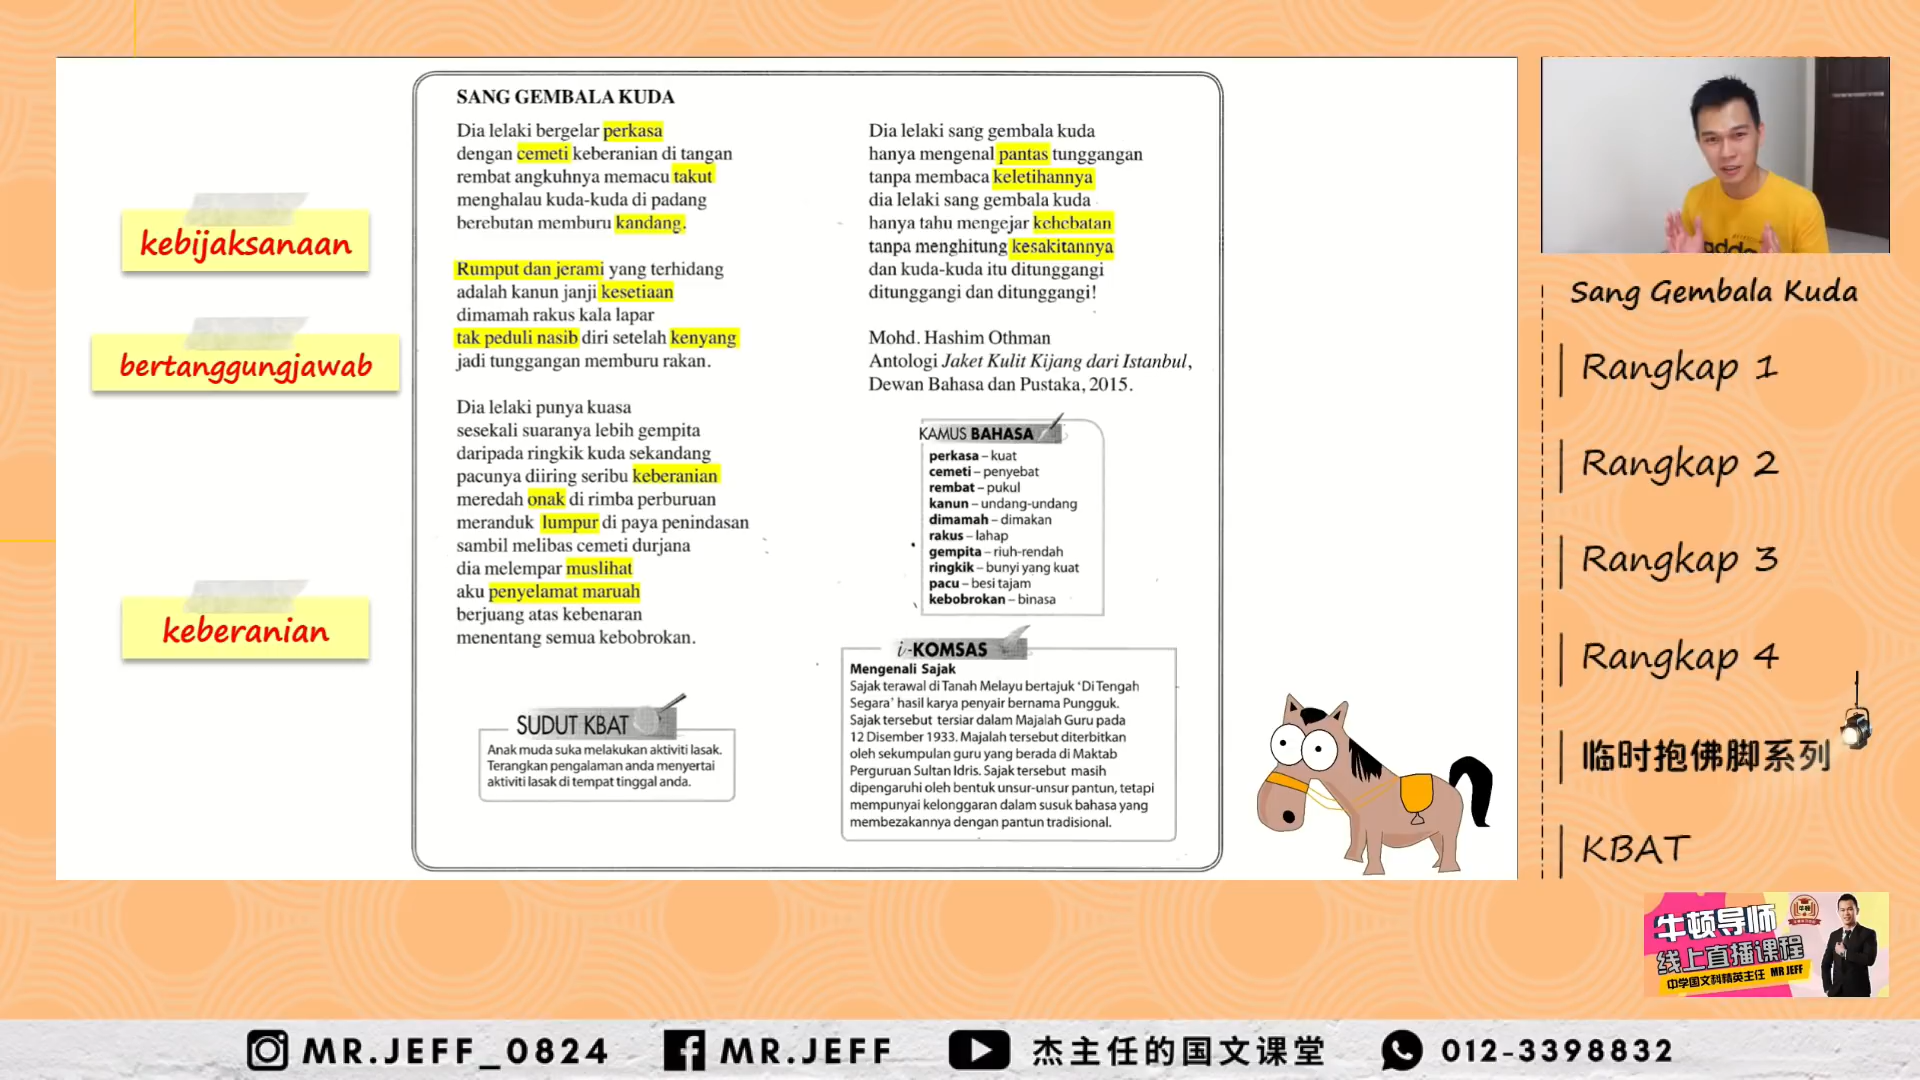 kebijaksanaan
bertanggungjawab
keberanian
SANG GEMBALA KUDA
Dia lelaki bergelar perkasa
dengan cemeti keberanian di tangan
rembat angkuhnya memacu takut
menghalau kuda-kuda di padang
berebutan memburu kandang.
Rumput dan jerami yang terhidang
adalah kanun janji kesetiaan
dimamah rakus kala lapar
tak peduli nasib diri setelah kenyang
jadi tunggangan memburu rakan.
Dia lelaki punya kuasa
sesekali suaranya lebih gempita
daripada ringkik kuda sekandang
pacunya diiring seribu keberanian
meredah onak di rimba perburuan
meranduk lumpur di paya penindasan
sambil melibas cemeti durjana
dia melempar muslihat
aku penyelamat maruah
berjuang atas kebenaran
menentang semua kebobrokan.
SUDUT KBAT
Anak muda suka melakukan aktiviti lasak.
Terangkan pengalaman anda menyertai
aktiviti lasak di tempat tinggal anda.
Dia lelaki sang gembala kuda
hanya mengenal pantas tunggangan
tanpa membaca keletihannya
dia lelaki sang gembala kuda
hanya tahu mengejar kehebatan
tanpa menghitung kesakitannya
dan kuda-kuda itu ditunggangi
ditunggangi dan ditunggangi!
Mohd. Hashim Othman
Antologi Jaket Kulit Kijang dari Istanbul,
Dewan Bahasa dan Pustaka, 2015.
KAMUS BAHASA
perkasa – kuat
cemeti – penyebat
rembat – pukul
kanun – undang-undang
dimamah – dimakan
rakus – lahap
gempita – riuh-rendah
ringkik – bunyi yang kuat
pacu – besi tajam
kebobrokan – binasa
i-KOMSAS
Mengenali Sajak
Sajak terawal di Tanah Melayu bertajuk 'Di Tengah
Segara' hasil karya penyair bernama Pungguk.
Sajak tersebut tersiar dalam Majalah Guru pada
12 Disember 1933. Majalah tersebut diterbitkan
oleh sekumpulan guru yang berada di Maktab
Perguruan Sultan Idris. Sajak tersebut masih
dipengaruhi oleh bentuk unsur-unsur pantun, tetapi
mempunyai kelonggaran dalam susuk bahasa yang
membezakannya dengan pantun tradisional.
Sang Gembala Kuda
Rangkap 1
Rangkap 2
Rangkap 3
Rangkap 4
临时抱佛脚系列
KBAT
牛顿导师
线上直播课程
中学国文科精英主任 MR JEFF
MR.JEFF_0824
MR.JEFF
杰主任的国文课堂
012-3398832